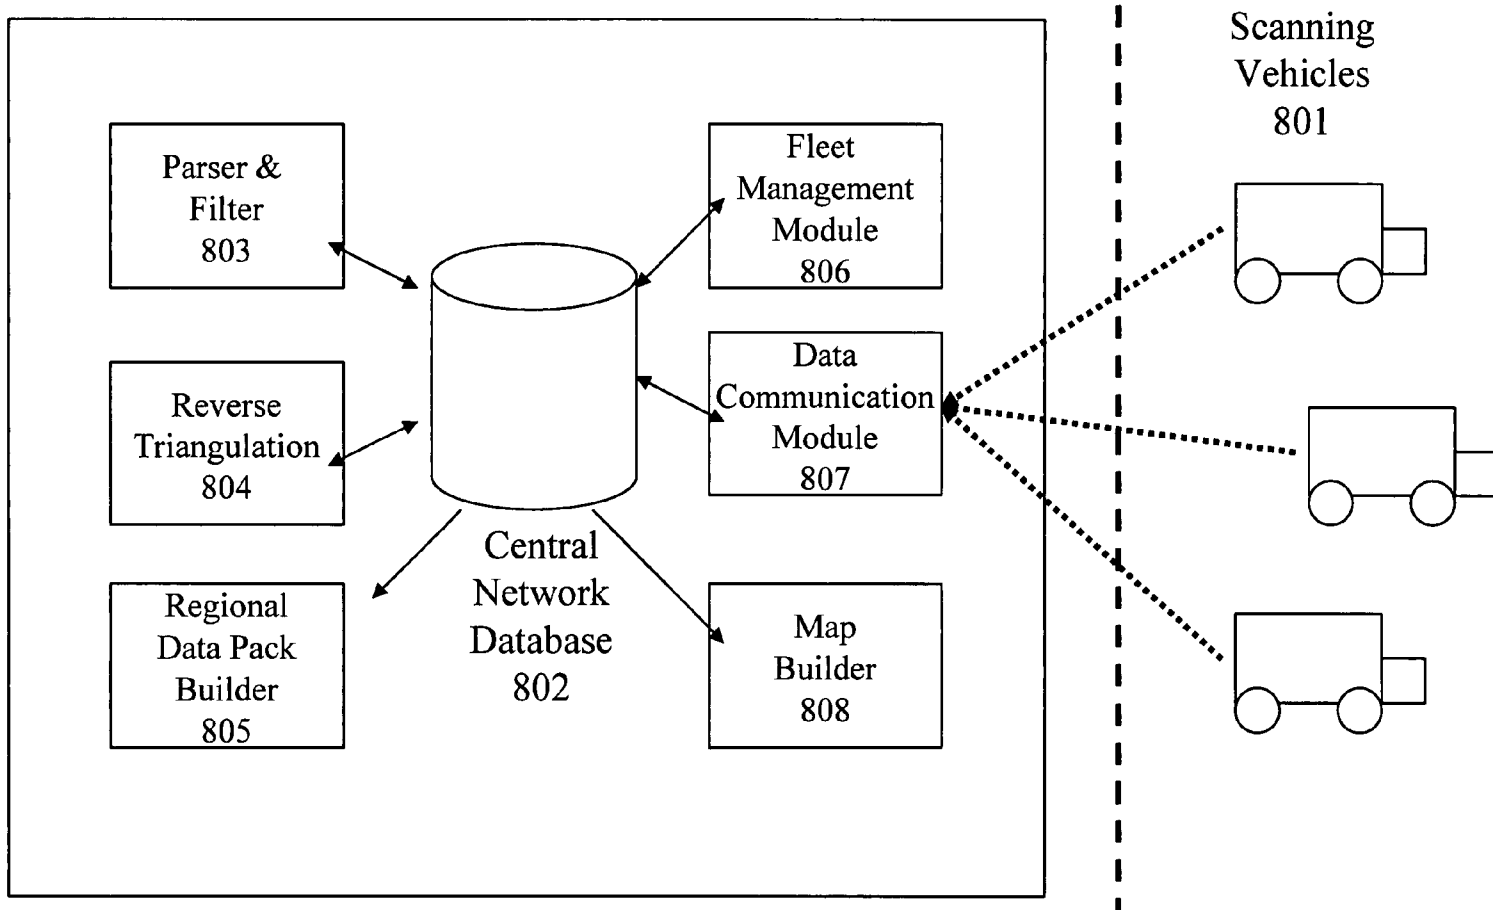 Scanning
Vehicles
801
Parser &
Filter
803
Fleet
Management
Module
806
Reverse
Triangulation
804
Data
Communication
Module
807
Central
Network
Database
802
Regional
Data Pack
Builder
805
Map
Builder
808